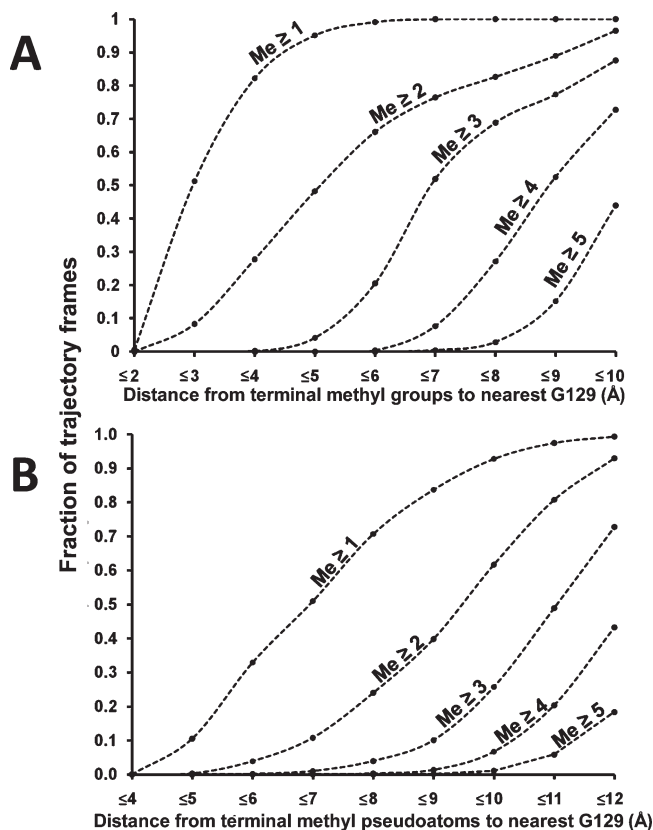 A
1
0.9
0.8
0.7
0.6
0.5
0.4
0.3
0.2
0.1
0
Me ≥ 1
Me ≥ 2
Me ≥ 3
Me ≥ 4
Me ≥ 5
≤2 ≤3 ≤4 ≤5 ≤6 ≤7 ≤8 ≤9 ≤10
Distance from terminal methyl groups to nearest G129 (Å)
Fraction of trajectory frames
B
1.0
0.9
0.8
0.7
0.6
0.5
0.4
0.3
0.2
0.1
0.0
Me ≥ 1
Me ≥ 2
Me ≥ 3
Me ≥ 4
Me ≥ 5
≤4 ≤5 ≤6 ≤7 ≤8 ≤9 ≤10 ≤11 ≤12
Distance from terminal methyl pseudoatoms to nearest G129 (Å)